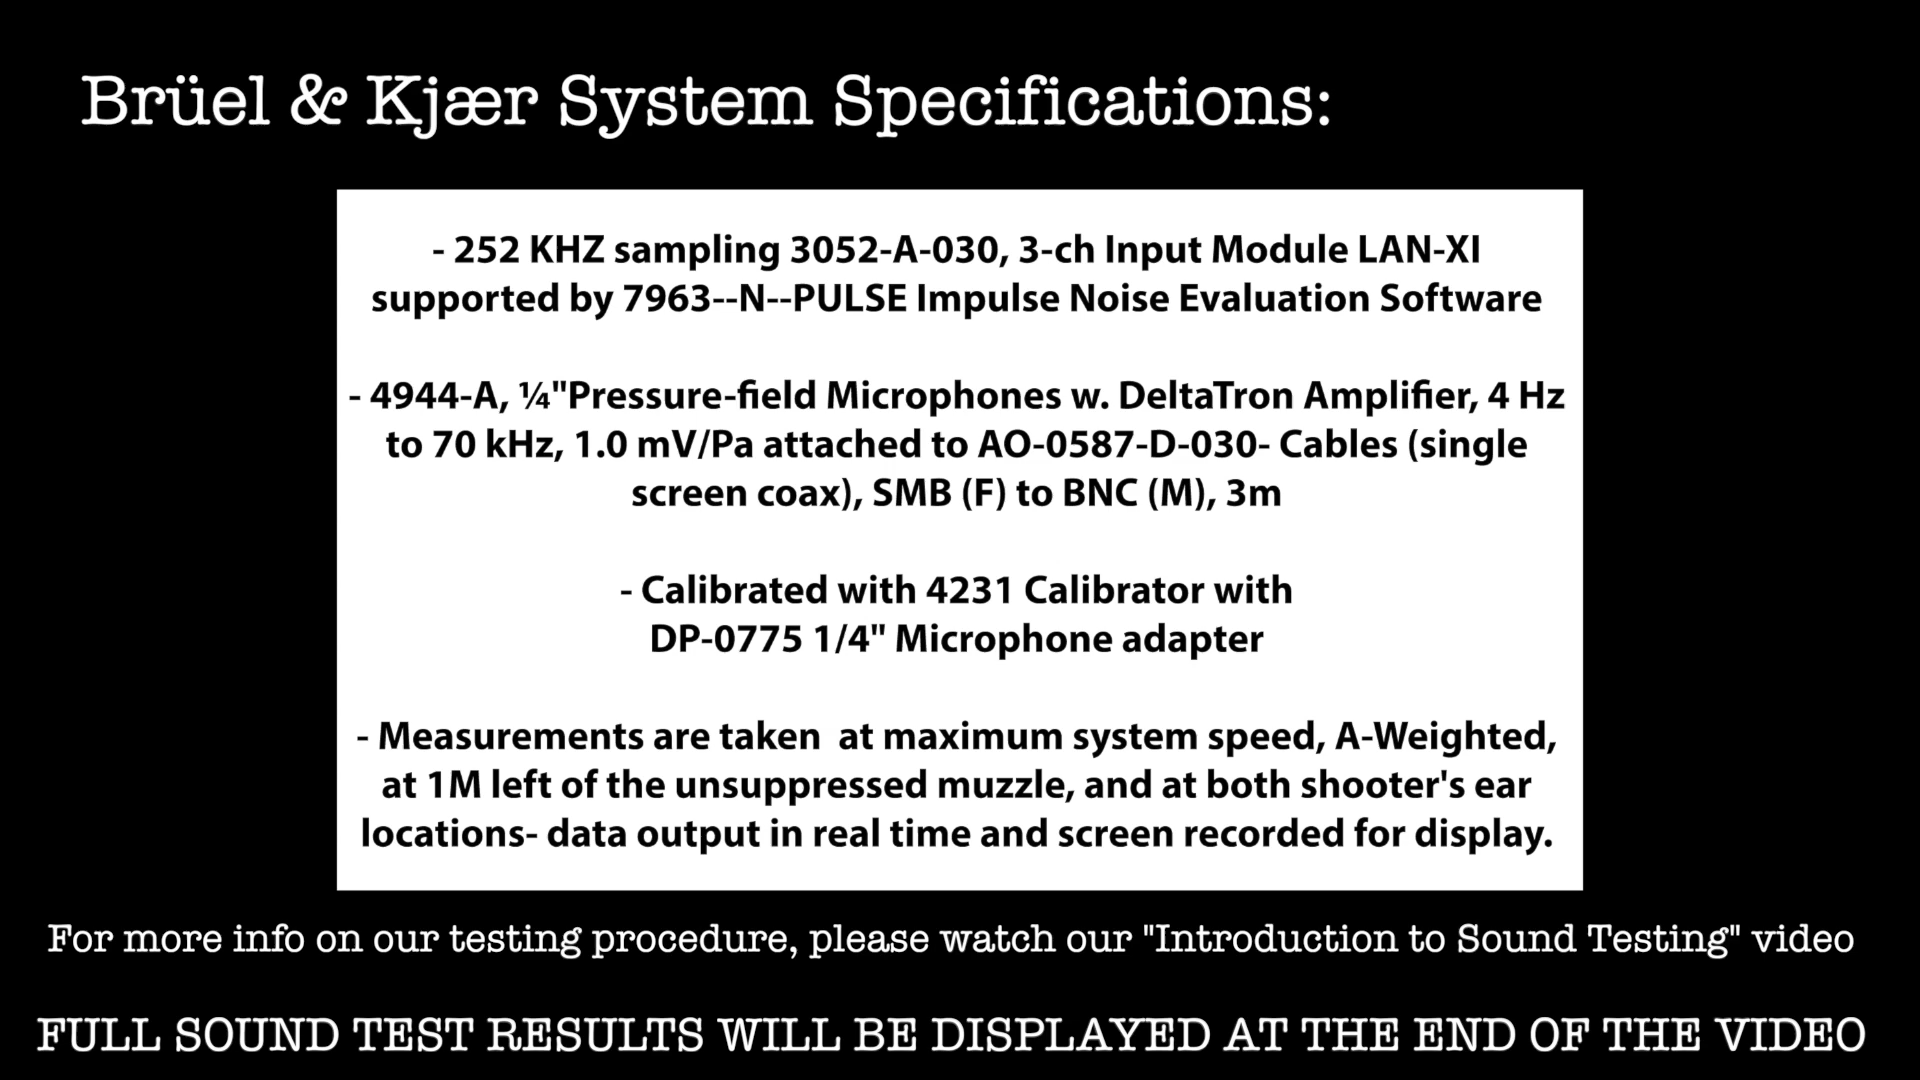 Brüel & Kjær System Specifications:
- 252 KHZ sampling 3052-A-030, 3-ch Input Module LAN-XI
supported by 7963--N--PULSE Impulse Noise Evaluation Software
- 4944-A, ¼"Pressure-field Microphones w. DeltaTron Amplifier, 4 Hz
to 70 kHz, 1.0 mV/Pa attached to AO-0587-D-030- Cables (single
screen coax), SMB (F) to BNC (M), 3m
- Calibrated with 4231 Calibrator with
DP-0775 1/4" Microphone adapter
- Measurements are taken  at maximum system speed, A-Weighted,
at 1M left of the unsuppressed muzzle, and at both shooter's ear
locations- data output in real time and screen recorded for display.
For more info on our testing procedure, please watch our "Introduction to Sound Testing" video
FULL SOUND TEST RESULTS WILL BE DISPLAYED AT THE END OF THE VIDEO